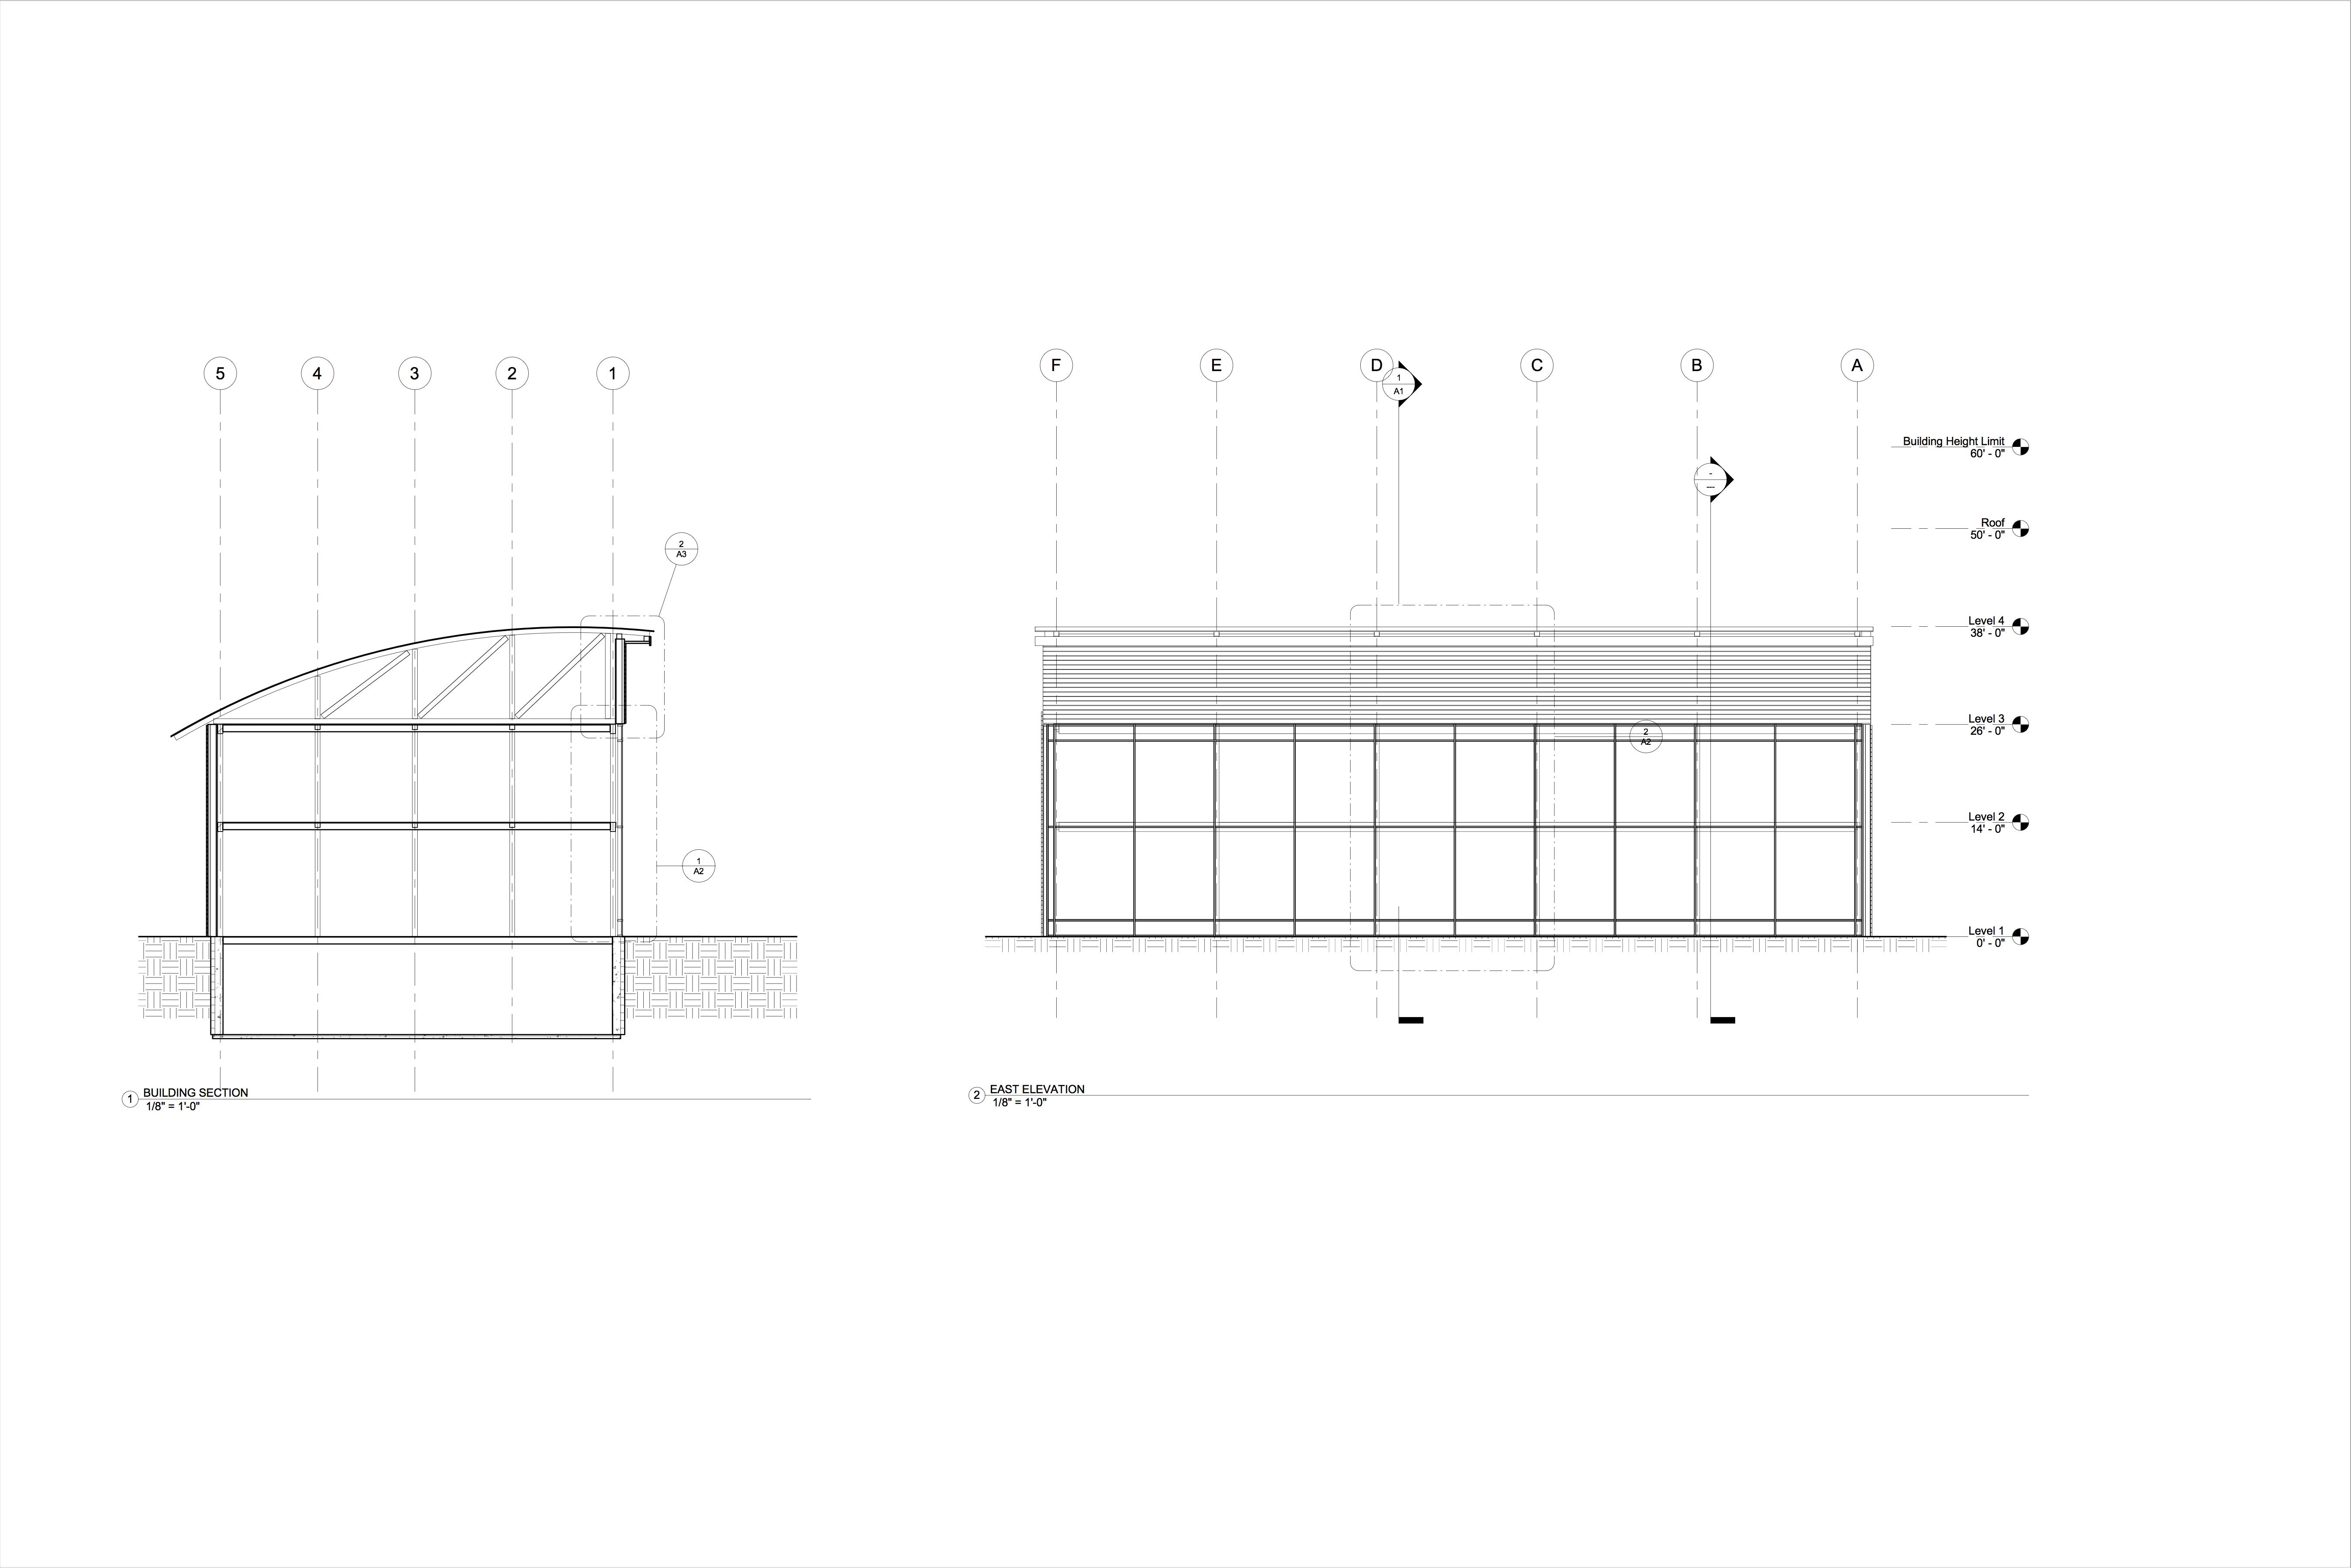 5 4 3 2 1
2
A3
1
A2
1 BUILDING SECTION
1/8" = 1'-0"
F E D C B A
1
A1
-
---
2
A2
Building Height Limit
60' - 0"
Roof
50' - 0"
Level 4
38' - 0"
Level 3
26' - 0"
Level 2
14' - 0"
Level 1
0' - 0"
2 EAST ELEVATION
1/8" = 1'-0"